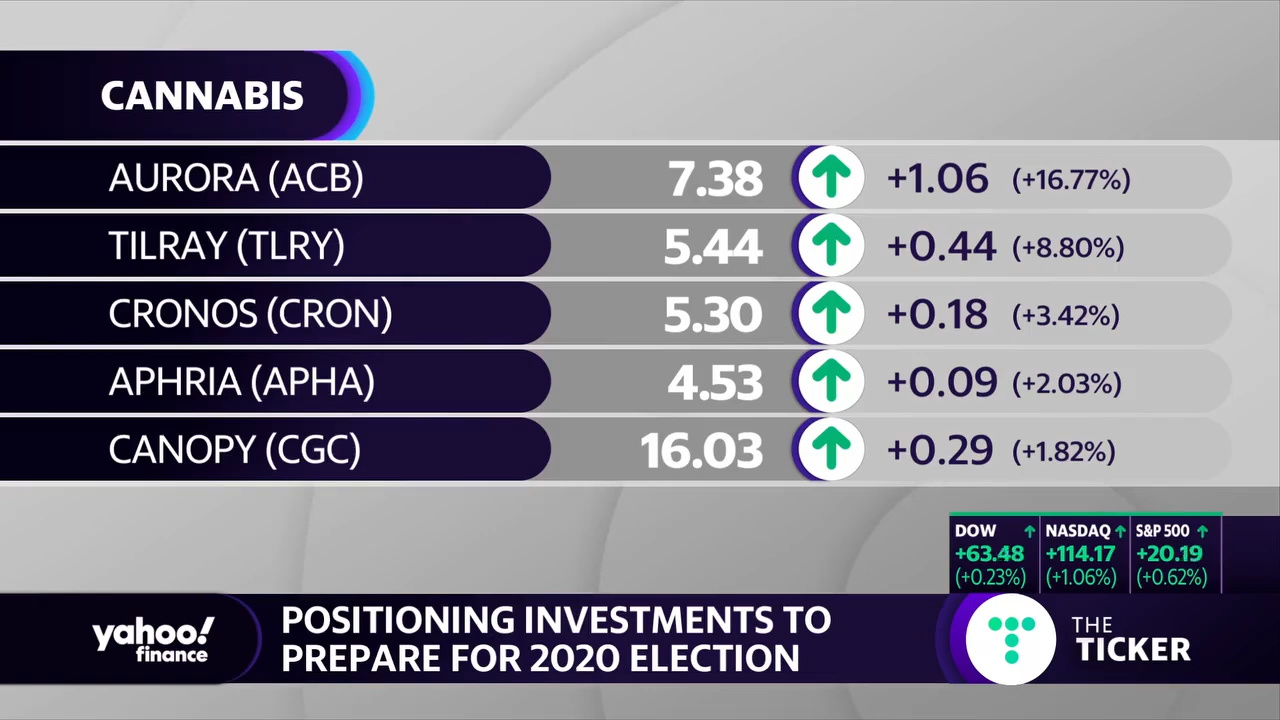 CANNABIS
AURORA (ACB) 7.38 +1.06 (+16.77%)
TILRAY (TLRY) 5.44 +0.44 (+8.80%)
CRONOS (CRON) 5.30 +0.18 (+3.42%)
APHRIA (APHA) 4.53 +0.09 (+2.03%)
CANOPY (CGC) 16.03 +0.29 (+1.82%)
DOW NASDAQ S&P 500
+63.48 +114.17 +20.19
(+0.23%) (+1.06%) (+0.62%)
yahoo!
finance
POSITIONING INVESTMENTS TO
PREPARE FOR 2020 ELECTION
THE
TICKER